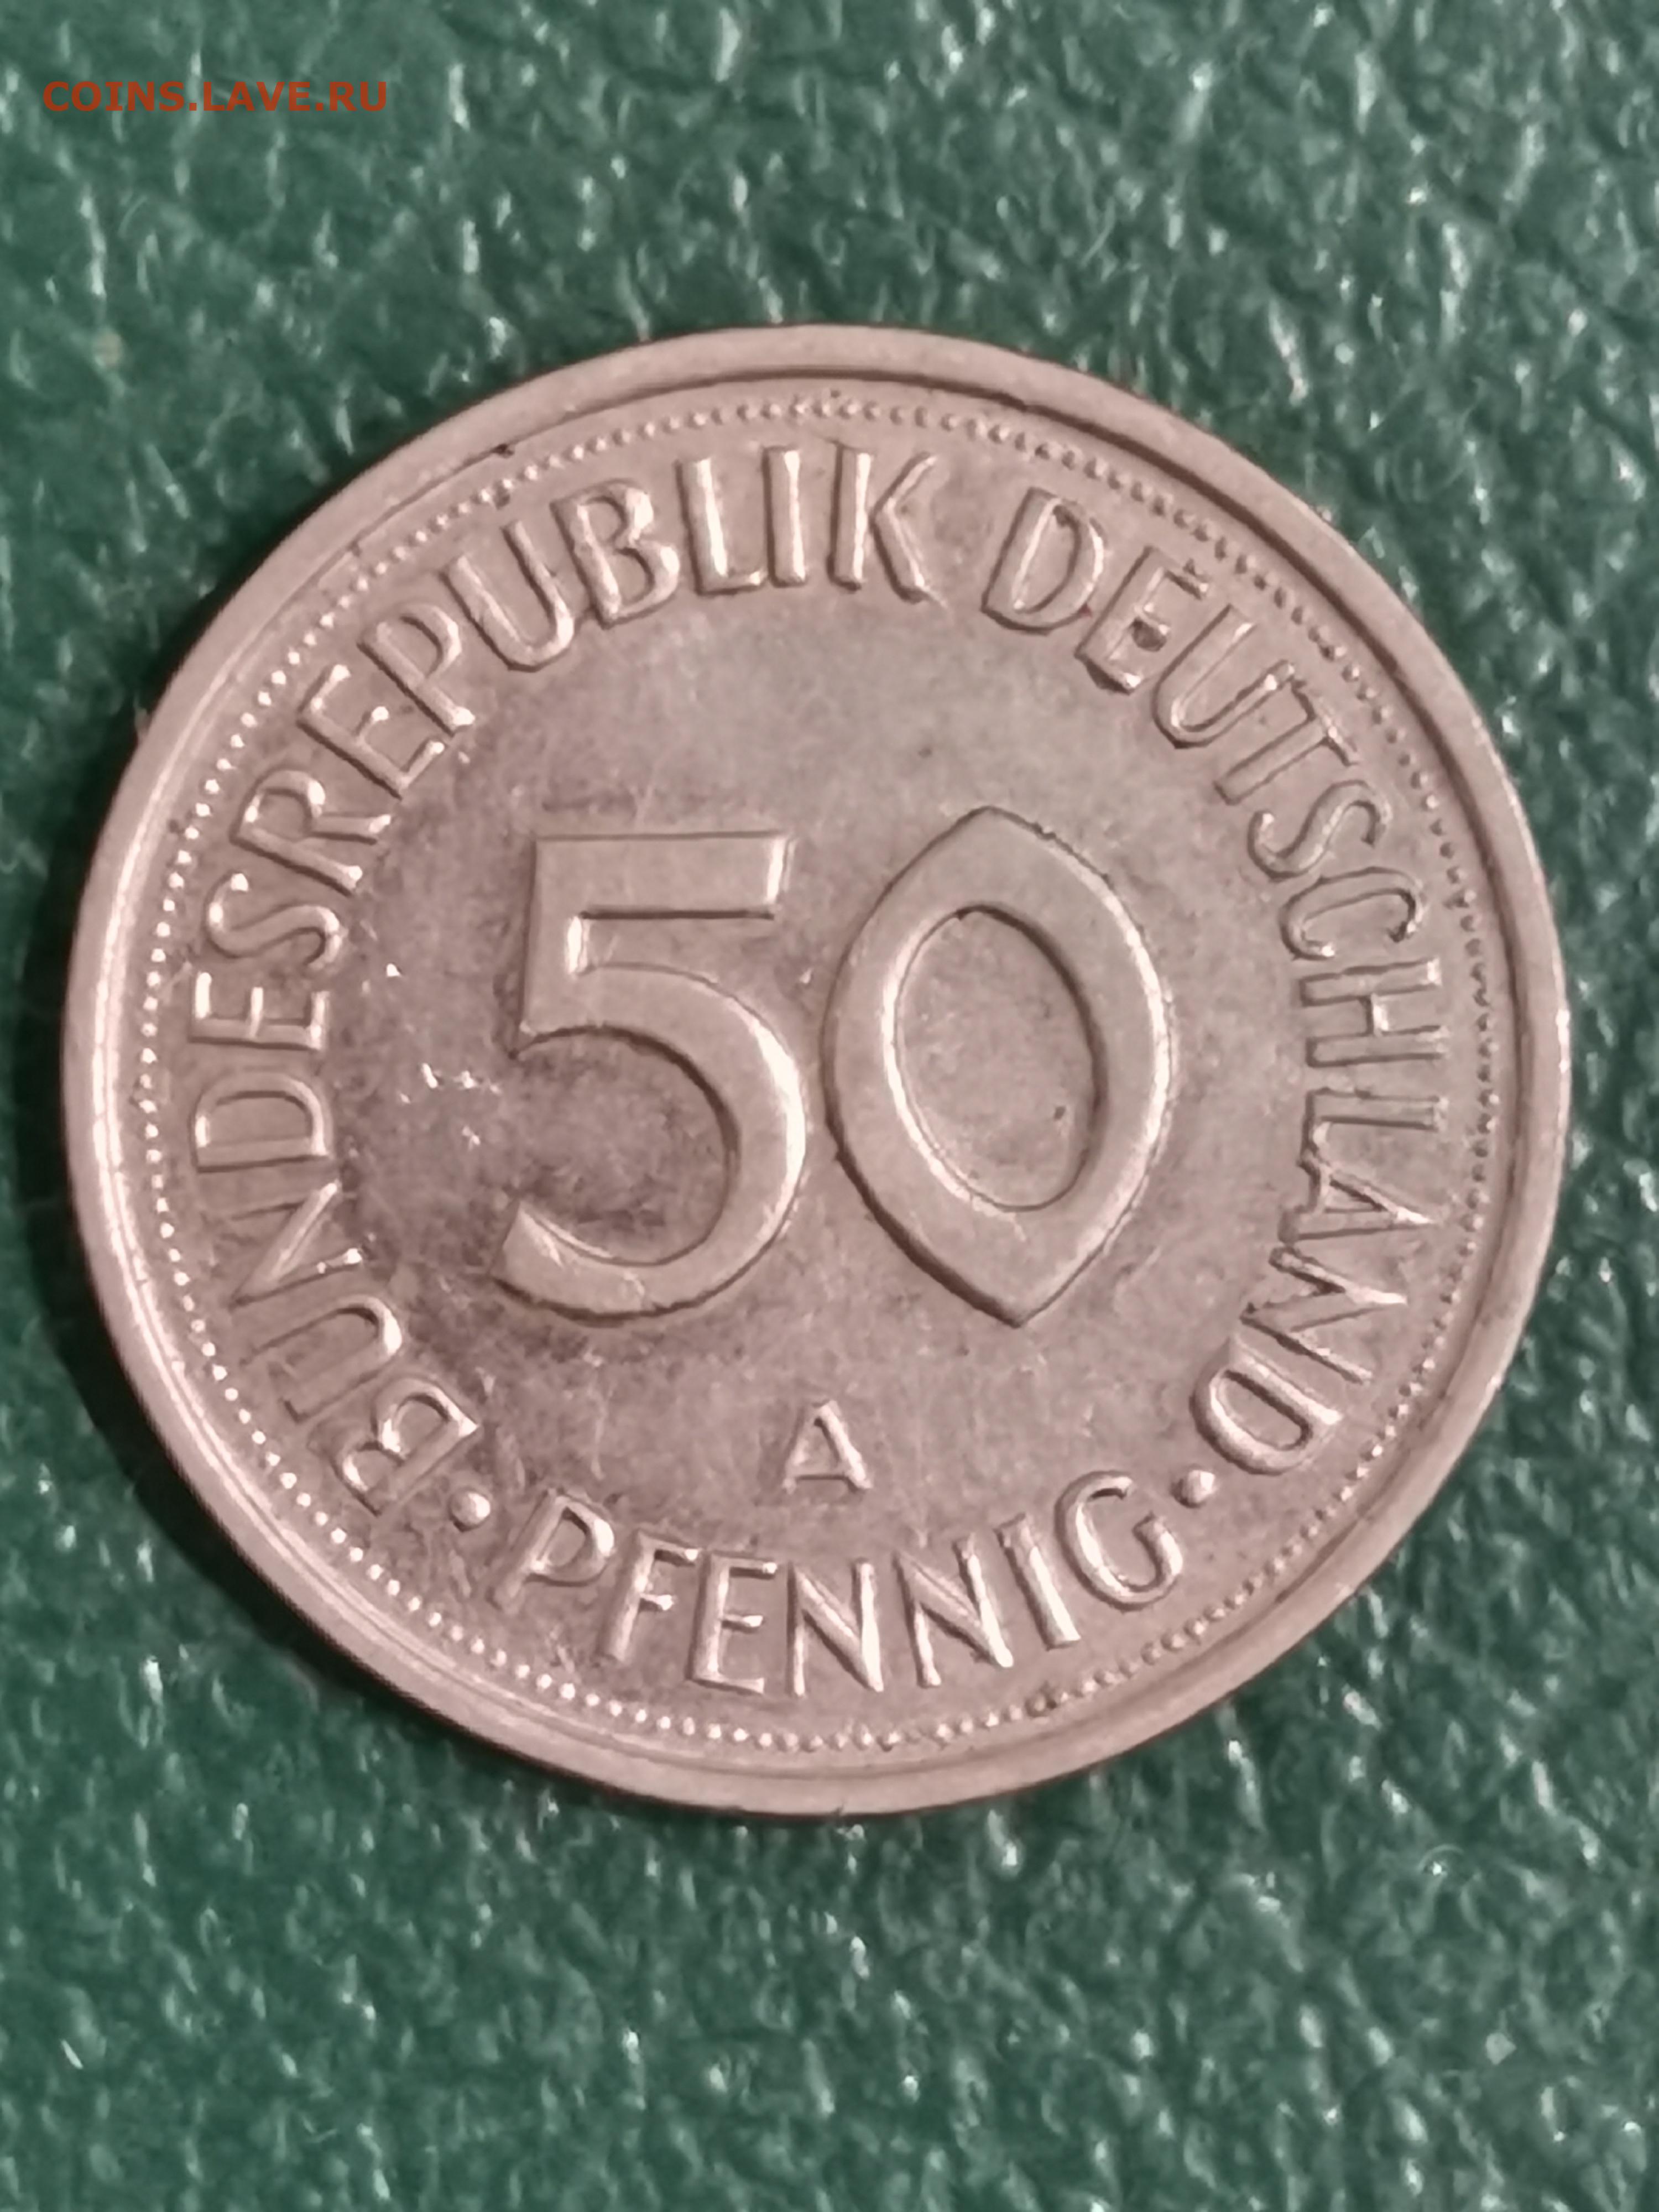 COINS.LAVE.RU
BUNDESREPUBLIK DEUTSCHLAND
50
A
· PFENNIG ·